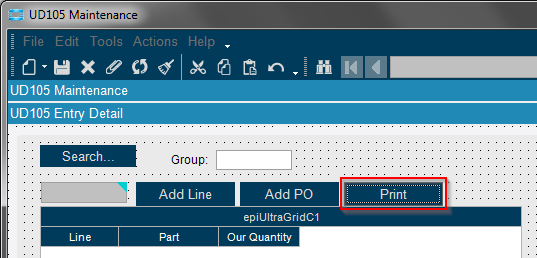 UD105 Maintenance
File Edit Tools Actions Help
UD105 Maintenance
UD105 Entry Detail
Search... Group:
Add Line Add PO Print
epiUltraGridC1
Line Part Our Quantity